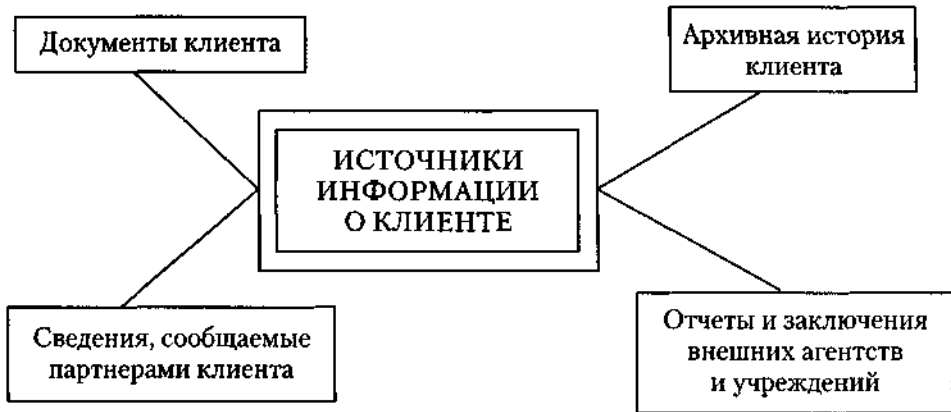 Документы клиента
Архивная история
клиента
ИСТОЧНИКИ
ИНФОРМАЦИИ
О КЛИЕНТЕ
Сведения, сообщаемые
партнерами клиента
Отчеты и заключения
внешних агентств
и учреждений